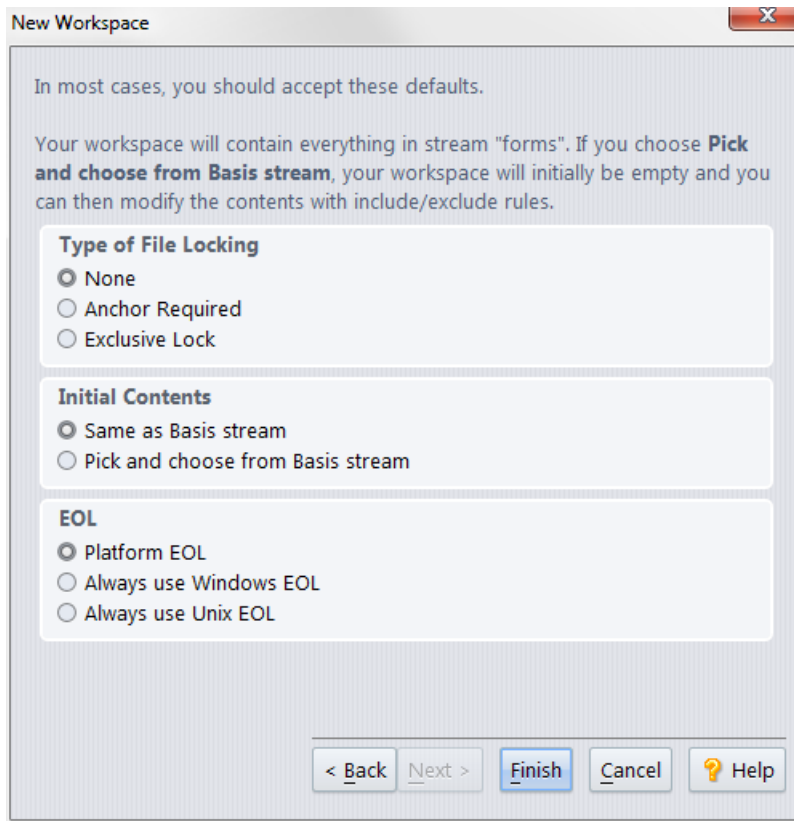 New Workspace
X
In most cases, you should accept these defaults.
Your workspace will contain everything in stream "forms". If you choose Pick
and choose from Basis stream, your workspace will initially be empty and you
can then modify the contents with include/exclude rules.
Type of File Locking
None
Anchor Required
Exclusive Lock
Initial Contents
Same as Basis stream
Pick and choose from Basis stream
EOL
Platform EOL
Always use Windows EOL
Always use Unix EOL
< Back Next > Finish Cancel ? Help